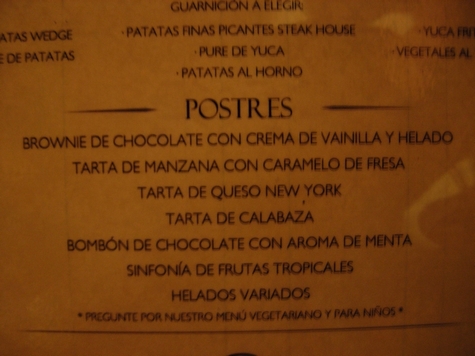 GUARNICIÓN A ELEGIR:
PATATAS WEDGE · PATATAS FINAS PICANTES STEAK HOUSE · YUCA FRI
E DE PATATAS · PURE DE YUCA · VEGETALES AL
· PATATAS AL HORNO
POSTRES
BROWNIE DE CHOCOLATE CON CREMA DE VAINILLA Y HELADO
TARTA DE MANZANA CON CARAMELO DE FRESA
TARTA DE QUESO NEW YORK
TARTA DE CALABAZA
BOMBÓN DE CHOCOLATE CON AROMA DE MENTA
SINFONÍA DE FRUTAS TROPICALES
HELADOS VARIADOS
* PREGUNTE POR NUESTRO MENÚ VEGETARIANO Y PARA NIÑOS *